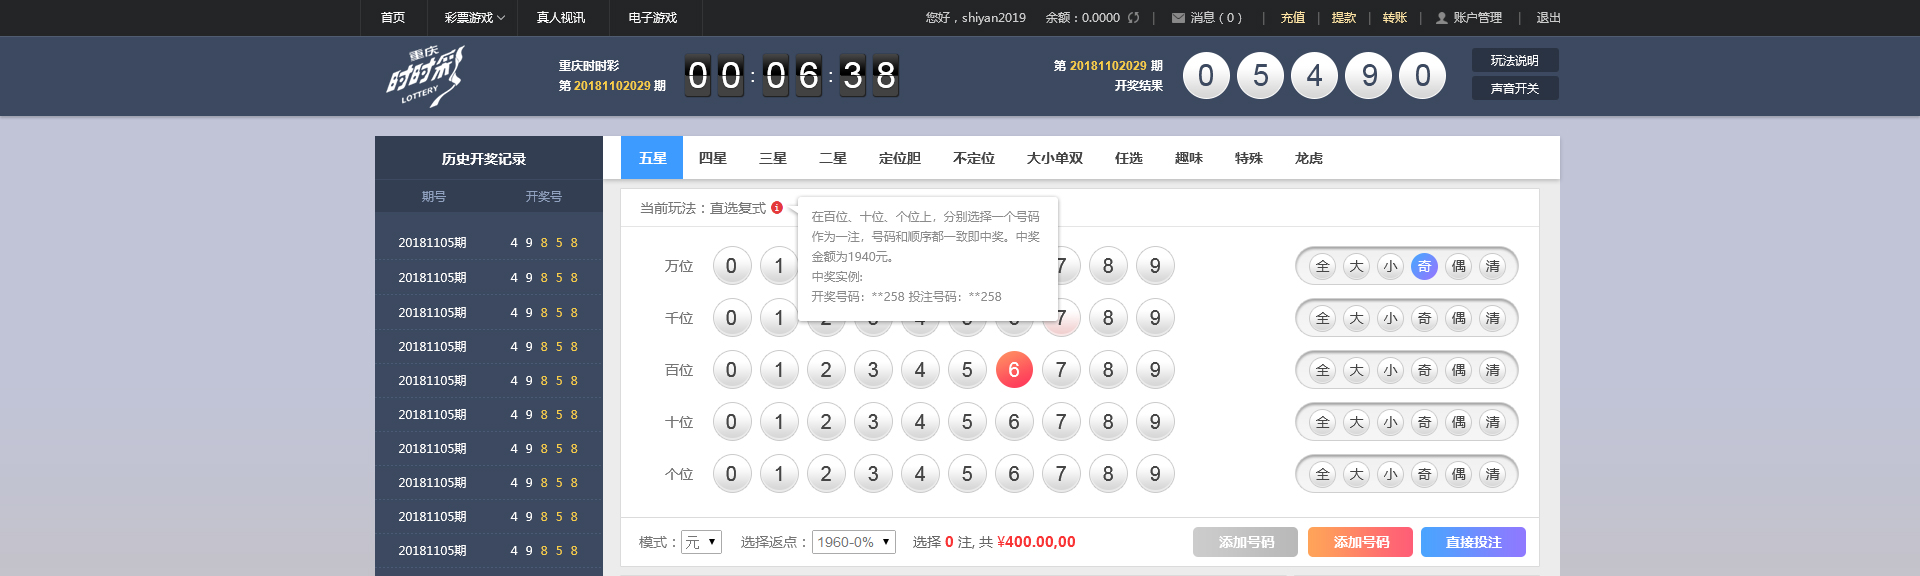 首页 彩票游戏 真人视讯 电子游戏 您好，shiyan2019 余额：0.0000 | 消息（0） | 充值 | 提款 | 转账 | 账户管理 | 退出
重庆
时时彩
LOTTERY
重庆时时彩
第 20181102029 期
00:06:38
第 20181102029 期
开奖结果
0 5 4 9 0
玩法说明
声音开关
历史开奖记录
期号 开奖号
20181105期 4 9 8 5 8
20181105期 4 9 8 5 8
20181105期 4 9 8 5 8
20181105期 4 9 8 5 8
20181105期 4 9 8 5 8
20181105期 4 9 8 5 8
20181105期 4 9 8 5 8
20181105期 4 9 8 5 8
20181105期 4 9 8 5 8
20181105期 4 9 8 5 8
五星 四星 三星 二星 定位胆 不定位 大小单双 任选 趣味 特殊 龙虎
当前玩法：直选复式
在百位、十位、个位上，分别选择一个号码
作为一注，号码和顺序都一致即中奖。中奖
金额为1940元。
中奖实例：
开奖号码：**258 投注号码：**258
万位 0 1 7 8 9 全 大 小 奇 偶 清
千位 0 1 2 3 4 5 6 7 8 9 全 大 小 奇 偶 清
百位 0 1 2 3 4 5 6 7 8 9 全 大 小 奇 偶 清
十位 0 1 2 3 4 5 6 7 8 9 全 大 小 奇 偶 清
个位 0 1 2 3 4 5 6 7 8 9 全 大 小 奇 偶 清
模式：元 选择返点：1960-0% 选择 0 注, 共 ¥400.00,00 添加号码 添加号码 直接投注